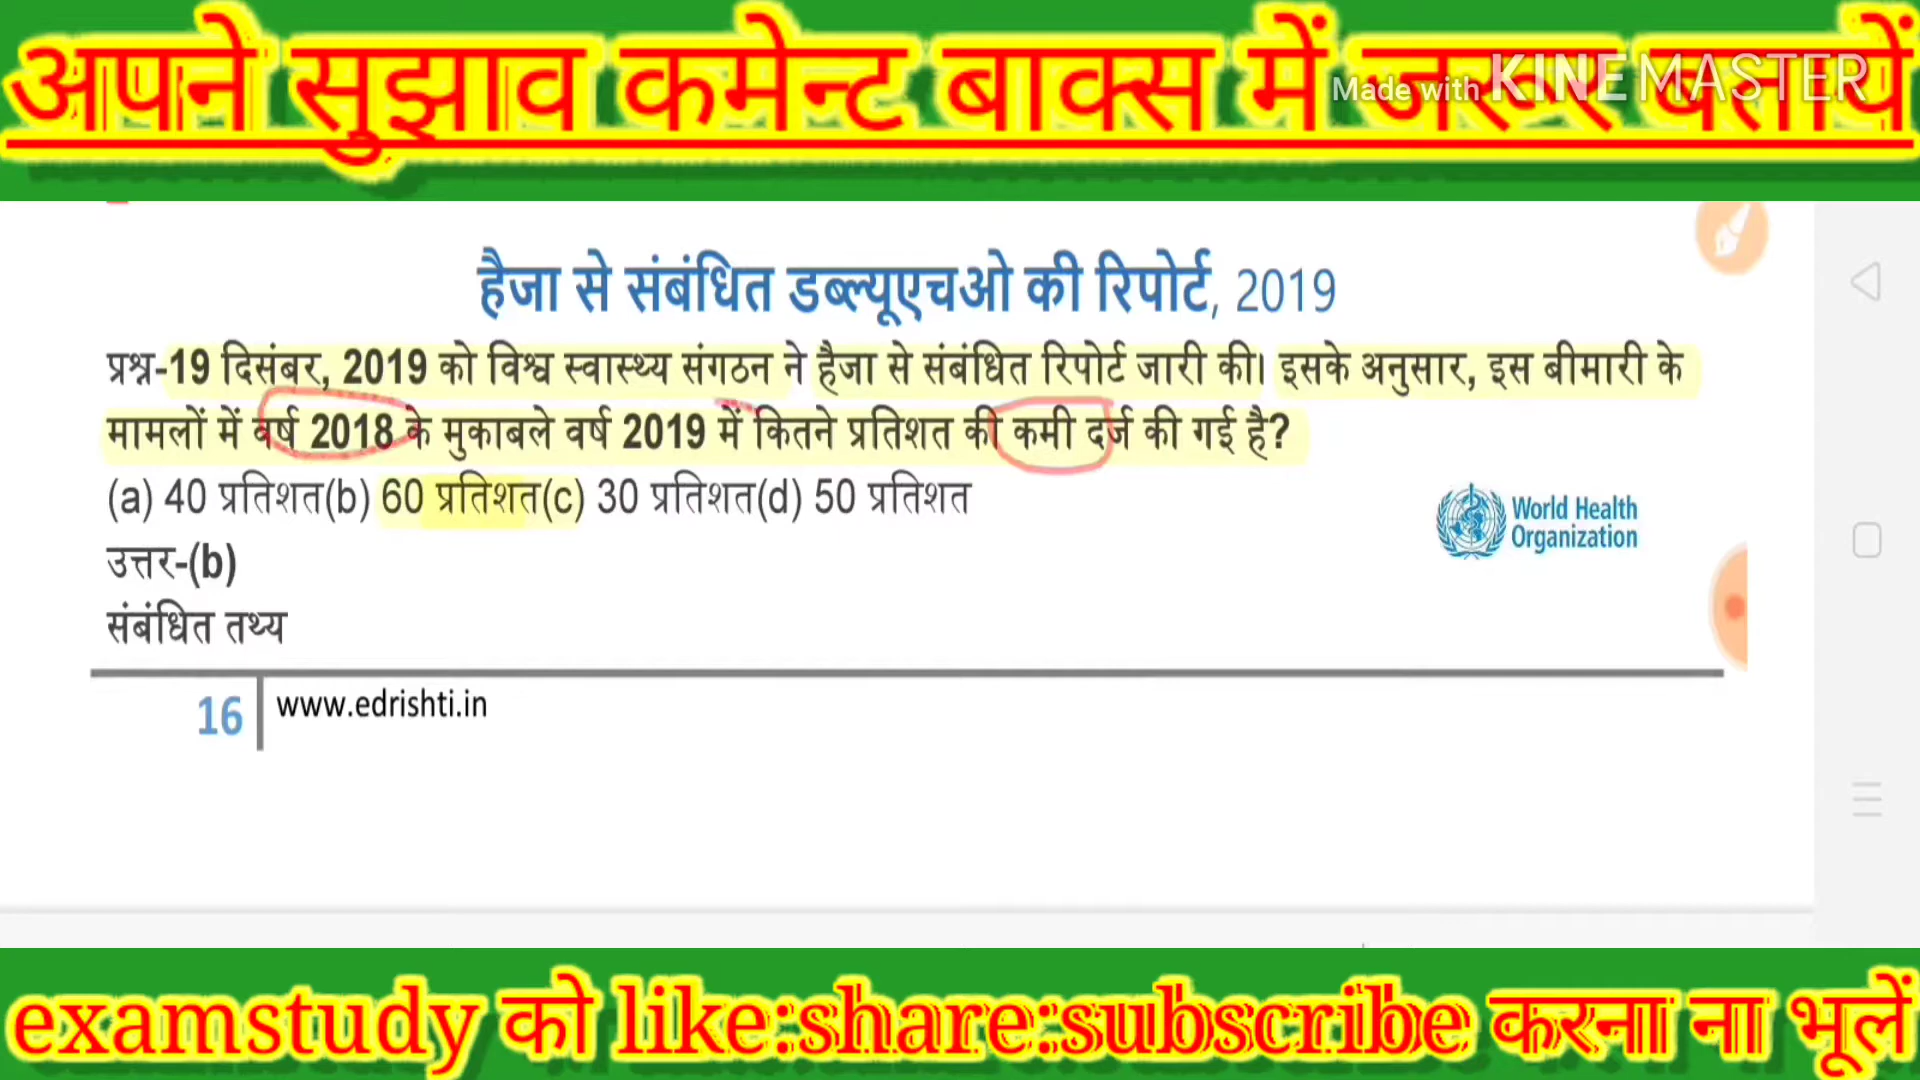 अपने सुझाव कमेन्ट बाक्स में जरूर बतायें
Made with KINEMASTER
हैजा से संबंधित डब्ल्यूएचओ की रिपोर्ट, 2019
प्रश्न-19 दिसंबर, 2019 को विश्व स्वास्थ्य संगठन ने हैजा से संबंधित रिपोर्ट जारी की। इसके अनुसार, इस बीमारी के
मामलों में वर्ष 2018 के मुकाबले वर्ष 2019 में कितने प्रतिशत की कमी दर्ज की गई है?
(a) 40 प्रतिशत(b) 60 प्रतिशत(c) 30 प्रतिशत(d) 50 प्रतिशत
World Health
Organization
उत्तर-(b)
संबंधित तथ्य
16
www.edrishti.in
examstudy को like:share:subscribe करना ना भूलें